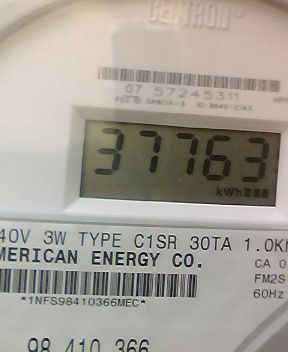 CENTRON®
07 57245311
37763
kWh
40V 3W TYPE C1SR 30TA 1.0K
MERICAN ENERGY CO.
CA 0
FM2S
60Hz
*1NFS98410366MEC*
98 410 366